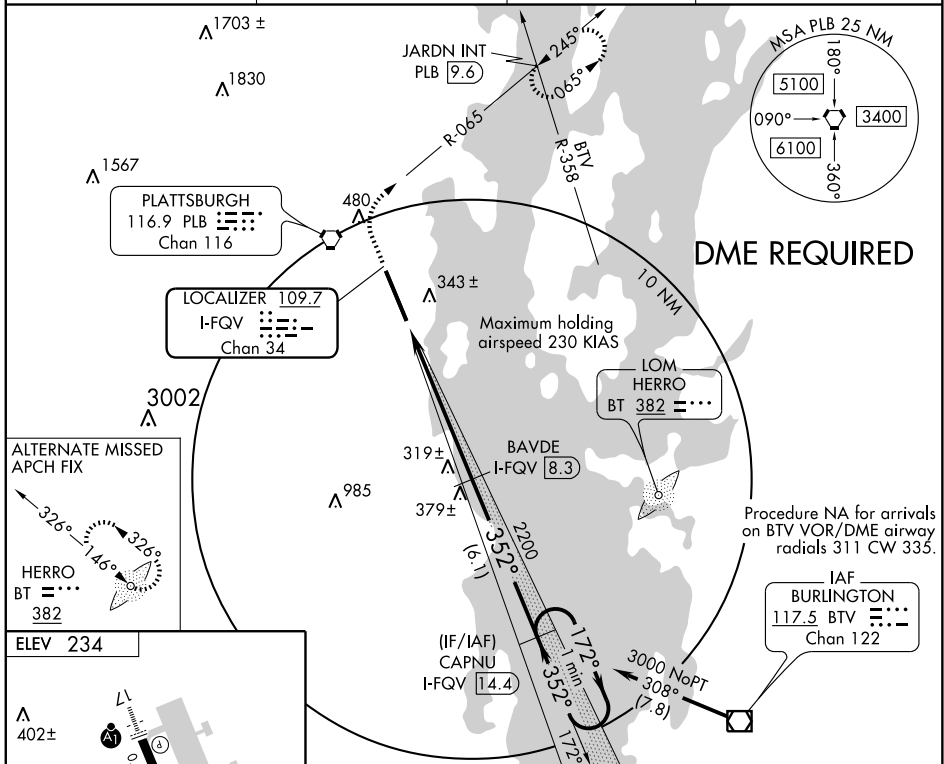 1703 ±
1830
1567
JARDN INT
PLB 9.6
245°
065°
R-065
BTV
R-358
MSA PLB 25 NM
180°
5100
090°
3400
6100
360°
PLATTSBURGH
116.9 PLB
Chan 116
480
DME REQUIRED
LOCALIZER 109.7
I-FQV
Chan 34
343 ±
10 NM
Maximum holding
airspeed 230 KIAS
LOM
HERRO
BT 382
3002
ALTERNATE MISSED
APCH FIX
326°
146°
326°
HERRO
BT
382
319±
BAVDE
I-FQV 8.3
985
379±
2200
352°
(6.1)
Procedure NA for arrivals
on BTV VOR/DME airway
radials 311 CW 335.
IAF
BURLINGTON
117.5 BTV
Chan 122
(IF/IAF)
CAPNU
I-FQV 14.4
172°
1 min
352°
172°
3000 NoPT
308°
(7.8)
ELEV 234
17
402±
A1
P